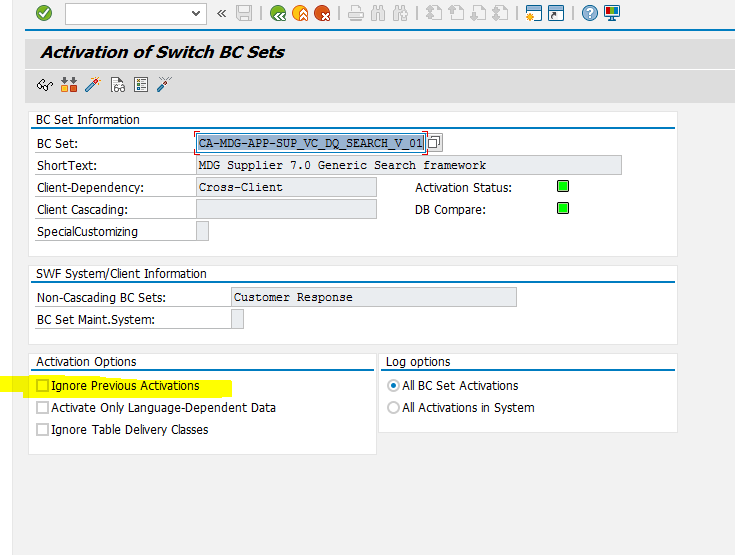 Activation of Switch BC Sets
BC Set Information
BC Set: CA-MDG-APP-SUP_VC_DQ_SEARCH_V_01
ShortText: MDG Supplier 7.0 Generic Search framework
Client-Dependency: Cross-Client Activation Status:
Client Cascading: DB Compare:
SpecialCustomizing
SWF System/Client Information
Non-Cascading BC Sets: Customer Response
BC Set Maint.System:
Activation Options
Ignore Previous Activations
Activate Only Language-Dependent Data
Ignore Table Delivery Classes
Log options
All BC Set Activations
All Activations in System